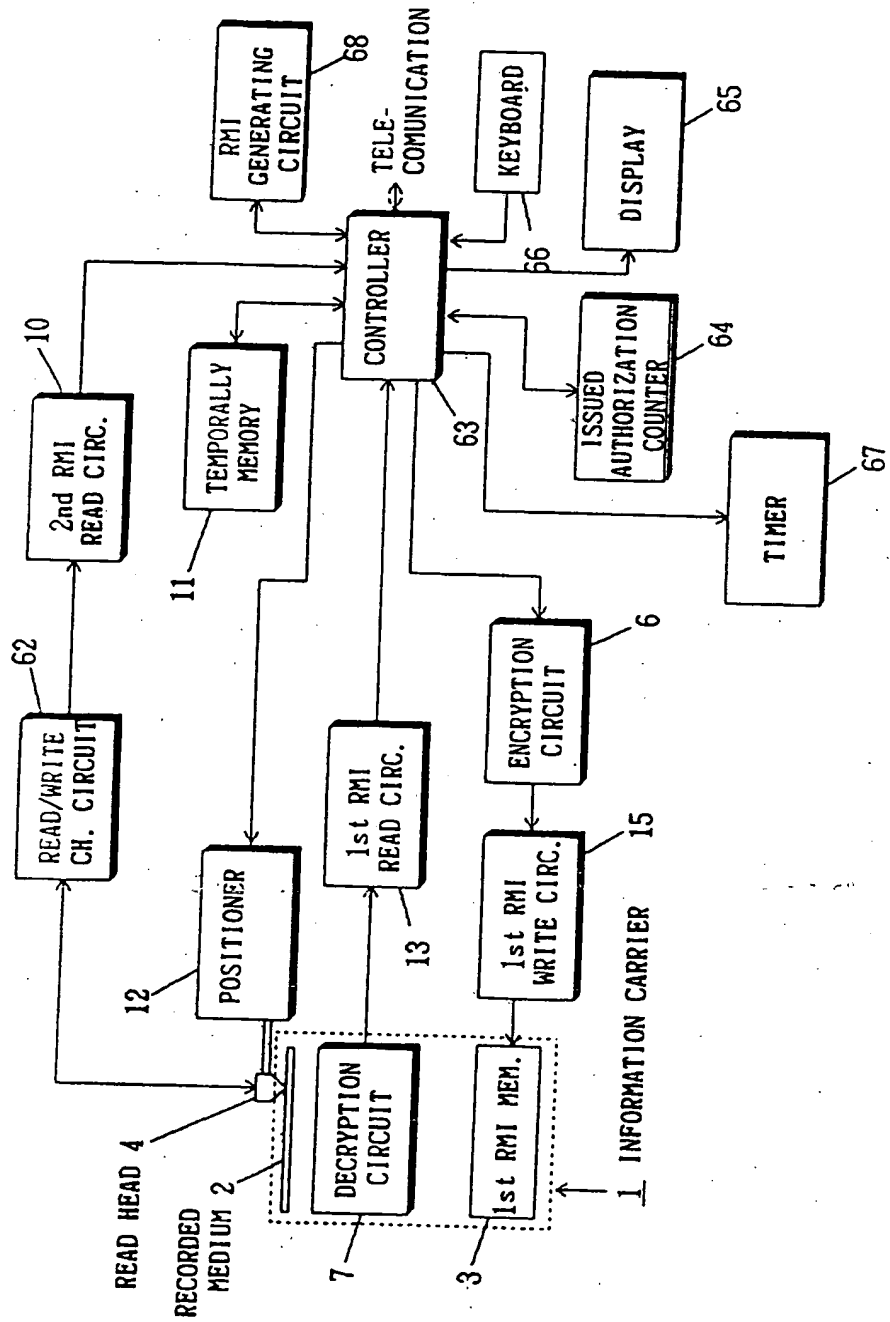 READ HEAD 4
RECORDED
MEDIUM 2
62
READ/WRITE
CH. CIRCUIT
10
2nd RMI
READ CIRC.
RMI
GENERATING
CIRCUIT
68
12
POSITIONER
11
TEMPORALLY
MEMORY
CONTROLLER
63
TELE-
COMUNICATION
7
DECRYPTION
CIRCUIT
1st RMI
READ CIRC.
13
KEYBOARD
66
DISPLAY
65
3
1st RMI MEM.
1st RMI
WRITE CIRC.
15
ENCRYPTION
CIRCUIT
6
ISSUED
AUTHORIZATION
COUNTER
64
1 INFORMATION CARRIER
TIMER
67